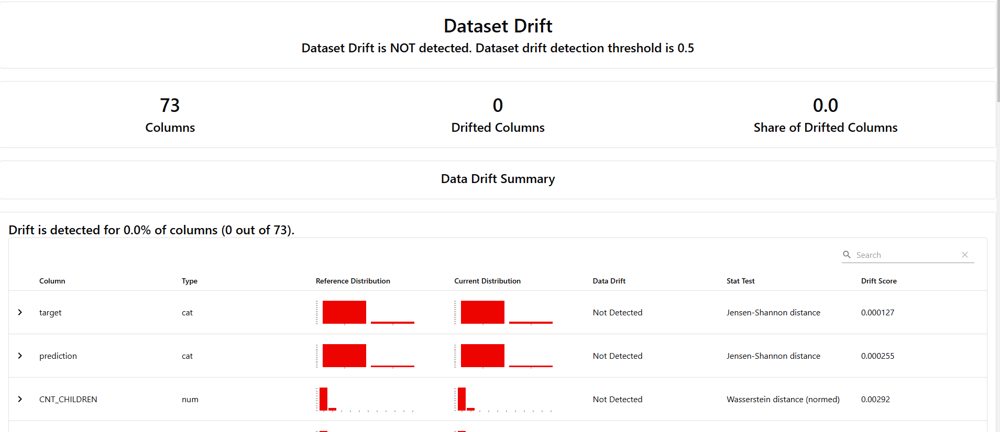 Dataset Drift
Dataset Drift is NOT detected. Dataset drift detection threshold is 0.5
73
Columns
0
Drifted Columns
0.0
Share of Drifted Columns
Data Drift Summary
Drift is detected for 0.0% of columns (0 out of 73).
Search
Column Type Reference Distribution Current Distribution Data Drift Stat Test Drift Score
target cat Not Detected Jensen-Shannon distance 0.000127
prediction cat Not Detected Jensen-Shannon distance 0.000255
CNT_CHILDREN num Not Detected Wasserstein distance (normed) 0.00292